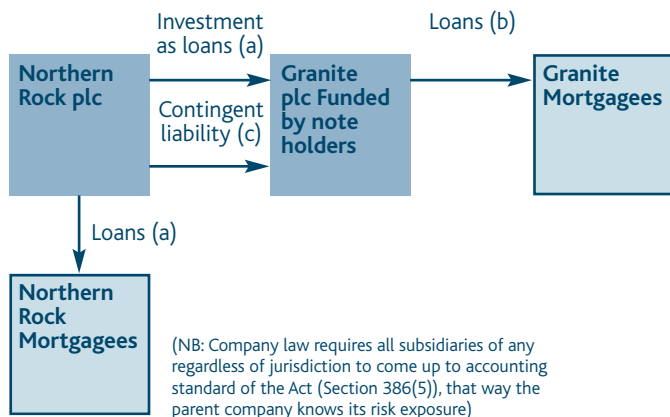 Investment
as loans (a)
Loans (b)
Northern
Rock plc
Granite
plc Funded
by note
holders
Granite
Mortgagees
Contingent
liability (c)
Loans (a)
Northern
Rock
Mortgagees
(NB: Company law requires all subsidiaries of any
regardless of jurisdiction to come up to accounting
standard of the Act (Section 386(5)), that way the
parent company knows its risk exposure)